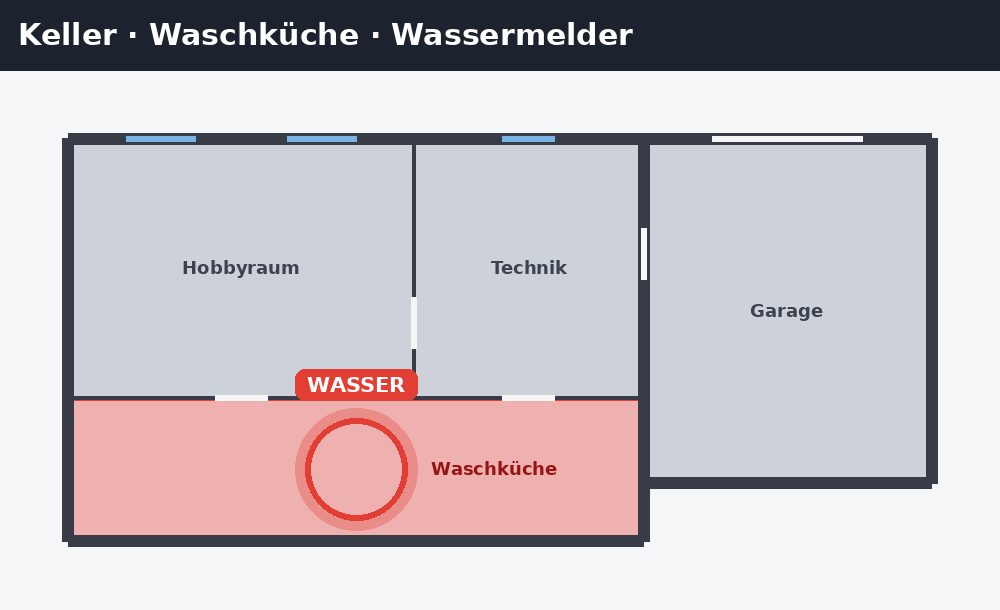 Keller · Waschküche · Wassermelder
Hobbyraum
Technik
Garage
WASSER
Waschküche